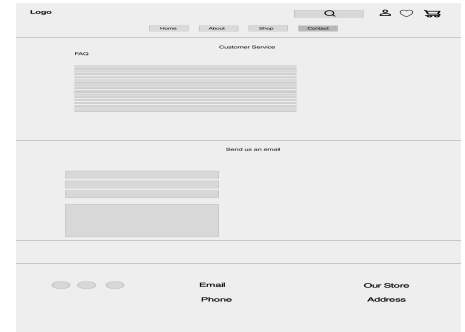 Logo
Home About Shop Contact
Customer Service
FAQ
Send us an email
Email Our Store
Phone Address